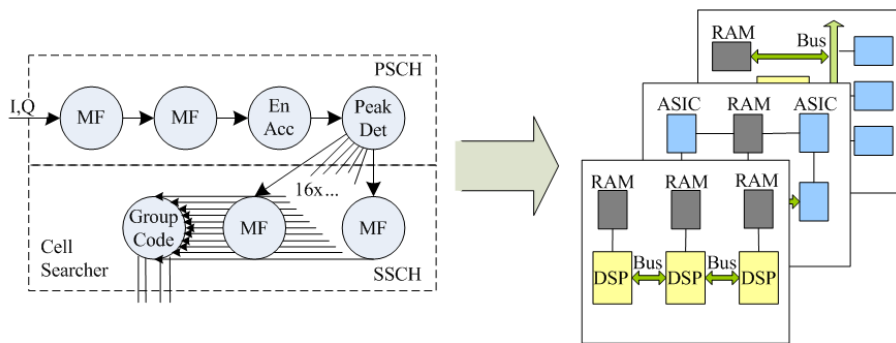 PSCH
I,Q
MF
MF
En
Acc
Peak
Det
16x...
Group
Code
MF
MF
Cell
Searcher
SSCH
RAM
Bus
ASIC
RAM
ASIC
RAM
RAM
RAM
DSP
Bus
DSP
Bus
DSP